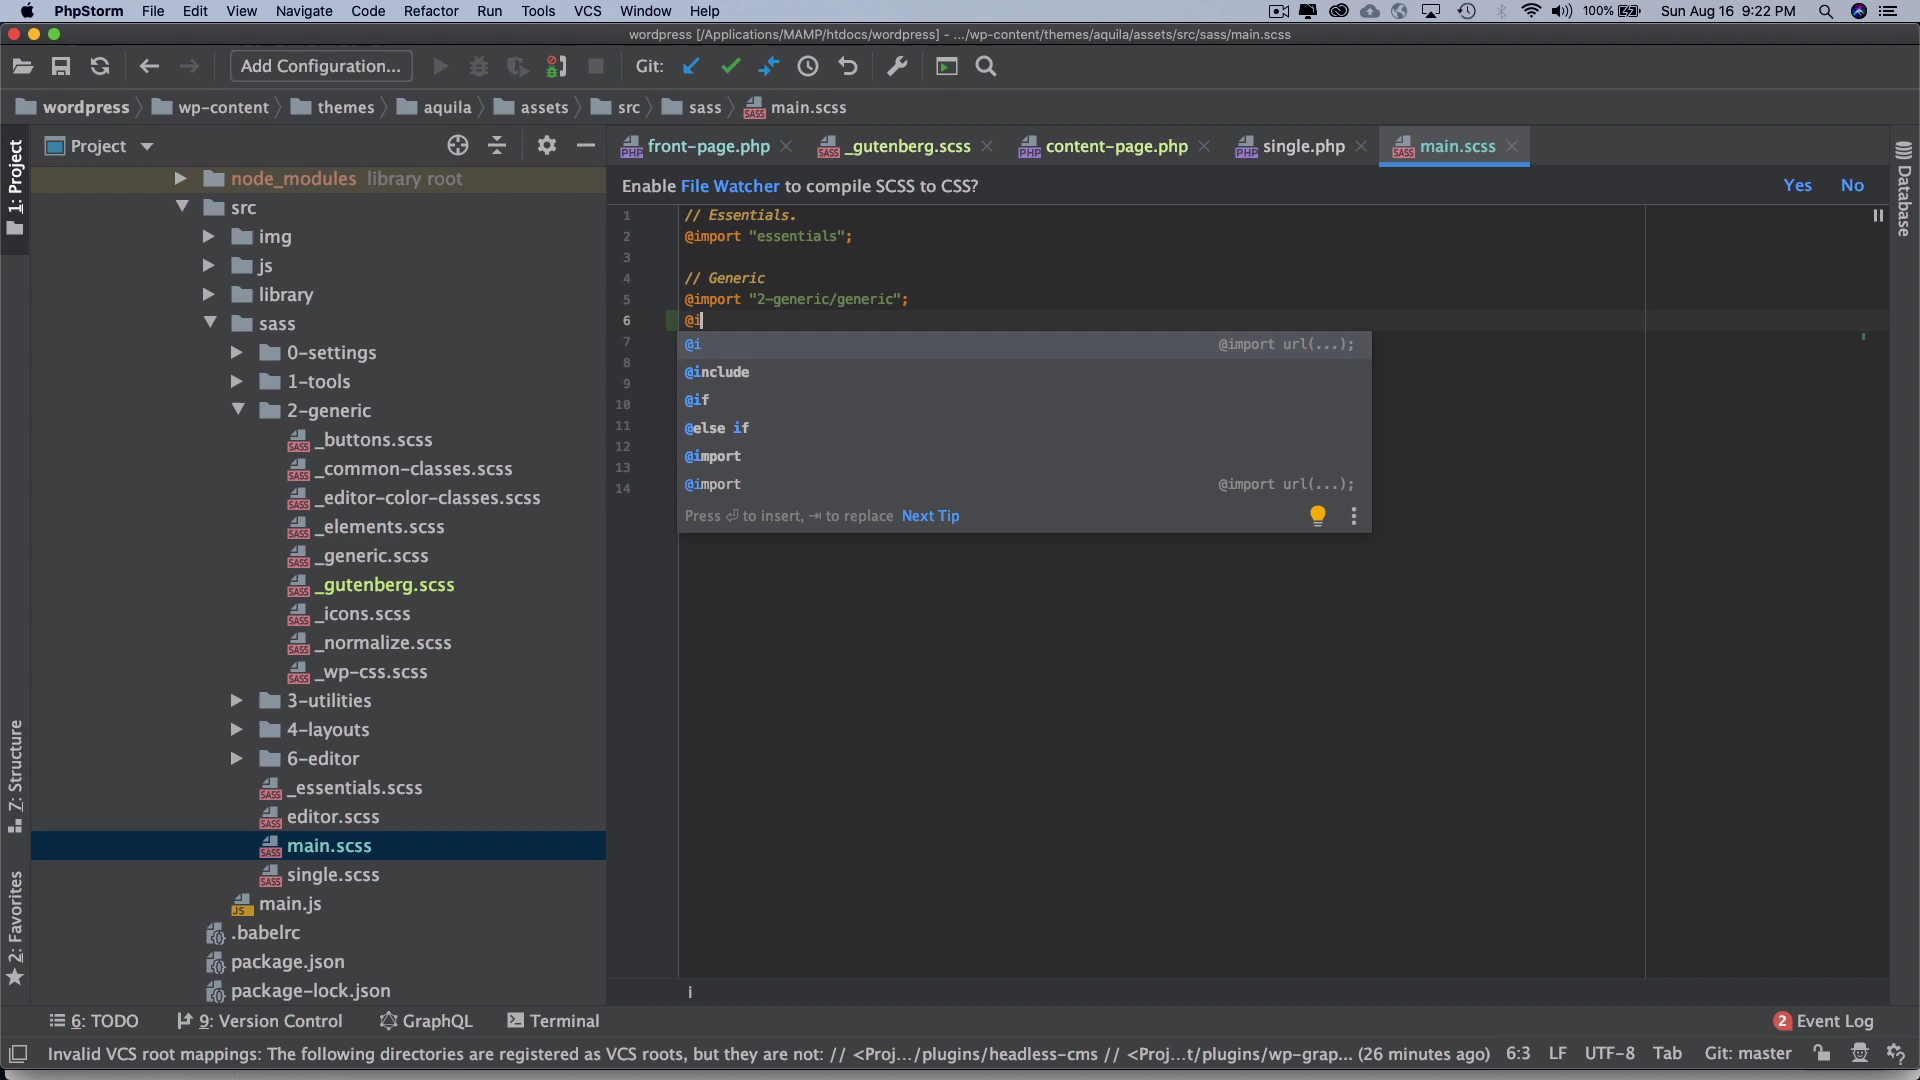 PhpStorm File Edit View Navigate Code Refactor Run Tools VCS Window Help 100% Sun Aug 16 9:22 PM
wordpress [/Applications/MAMP/htdocs/wordpress] - .../wp-content/themes/aquila/assets/src/sass/main.scss
Add Configuration... Git:
wordpress wp-content themes aquila assets src sass main.scss
1: Project
Project
front-page.php _gutenberg.scss content-page.php single.php main.scss
Database
node_modules library root
Enable File Watcher to compile SCSS to CSS? Yes No
src
img
js
library
sass
0-settings
1-tools
2-generic
_buttons.scss
_common-classes.scss
_editor-color-classes.scss
_elements.scss
_generic.scss
_gutenberg.scss
_icons.scss
_normalize.scss
_wp-css.scss
3-utilities
4-layouts
6-editor
_essentials.scss
editor.scss
main.scss
single.scss
main.js
.babelrc
package.json
package-lock.json
1 // Essentials.
2 @import "essentials";
3
4 // Generic
5 @import "2-generic/generic";
6 @i
7
8
9
10
11
12
13
14
@i @import url(...);
@include
@if
@else if
@import
@import @import url(...);
Press ⏎ to insert, ⇥ to replace Next Tip
i
Z: Structure
2: Favorites
6: TODO 9: Version Control GraphQL Terminal 2 Event Log
Invalid VCS root mappings: The following directories are registered as VCS roots, but they are not: // <Proj.../plugins/headless-cms // <Proj...t/plugins/wp-grap... (26 minutes ago) 6:3 LF UTF-8 Tab Git: master